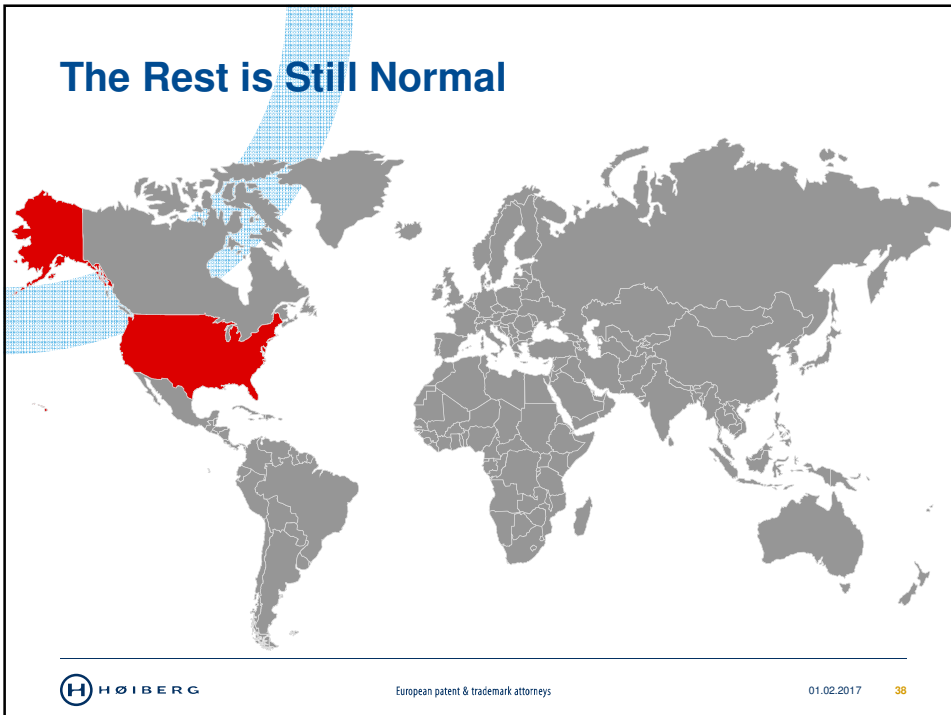 The Rest is Still Normal
H HØIBERG
European patent & trademark attorneys
01.02.2017
38